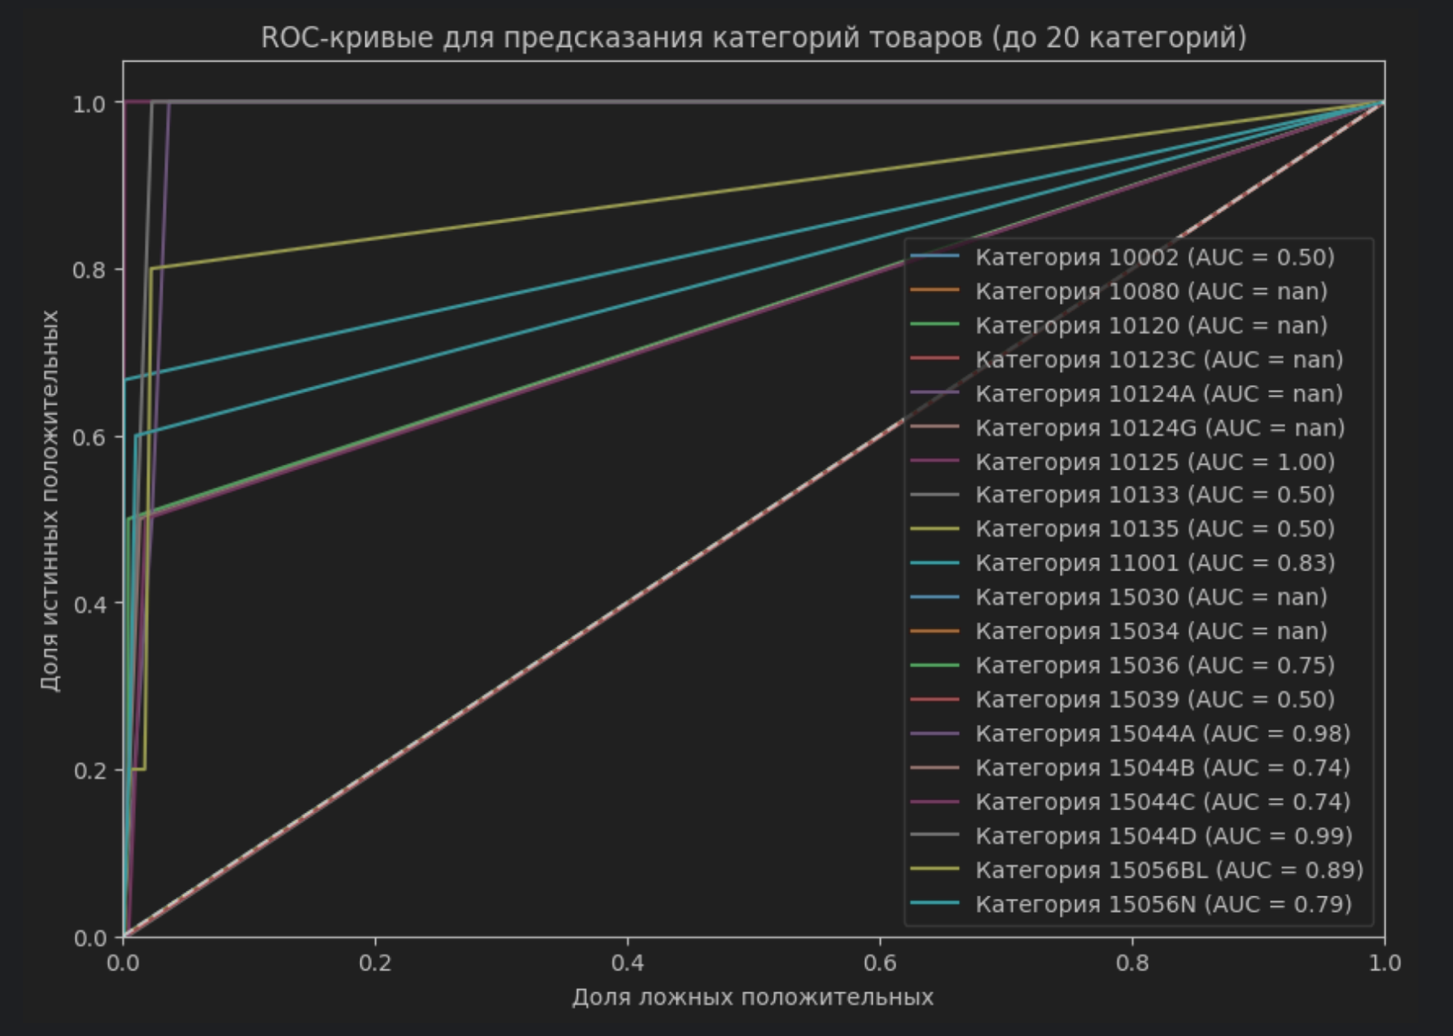 ROC-кривые для предсказания категорий товаров (до 20 категорий)
Доля истинных положительных
1.0
0.8
0.6
0.4
0.2
0.0
Категория 10002 (AUC = 0.50)
Категория 10080 (AUC = nan)
Категория 10120 (AUC = nan)
Категория 10123C (AUC = nan)
Категория 10124A (AUC = nan)
Категория 10124G (AUC = nan)
Категория 10125 (AUC = 1.00)
Категория 10133 (AUC = 0.50)
Категория 10135 (AUC = 0.50)
Категория 11001 (AUC = 0.83)
Категория 15030 (AUC = nan)
Категория 15034 (AUC = nan)
Категория 15036 (AUC = 0.75)
Категория 15039 (AUC = 0.50)
Категория 15044A (AUC = 0.98)
Категория 15044B (AUC = 0.74)
Категория 15044C (AUC = 0.74)
Категория 15044D (AUC = 0.99)
Категория 15056BL (AUC = 0.89)
Категория 15056N (AUC = 0.79)
0.0 0.2 0.4 0.6 0.8 1.0
Доля ложных положительных